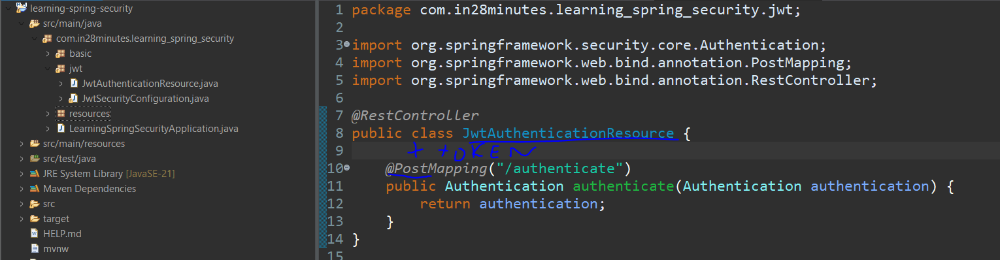 learning-spring-security
src/main/java
com.in28minutes.learning_spring_security
basic
jwt
JwtAuthenticationResource.java
JwtSecurityConfiguration.java
resources
LearningSpringSecurityApplication.java
src/main/resources
src/test/java
JRE System Library [JavaSE-21]
Maven Dependencies
src
target
HELP.md
mvnw
1 package com.in28minutes.learning_spring_security.jwt;
2
3 import org.springframework.security.core.Authentication;
4 import org.springframework.web.bind.annotation.PostMapping;
5 import org.springframework.web.bind.annotation.RestController;
6
7 @RestController
8 public class JwtAuthenticationResource {
9 + tOKEN
10 @PostMapping("/authenticate")
11 public Authentication authenticate(Authentication authentication) {
12 return authentication;
13 }
14 }
15